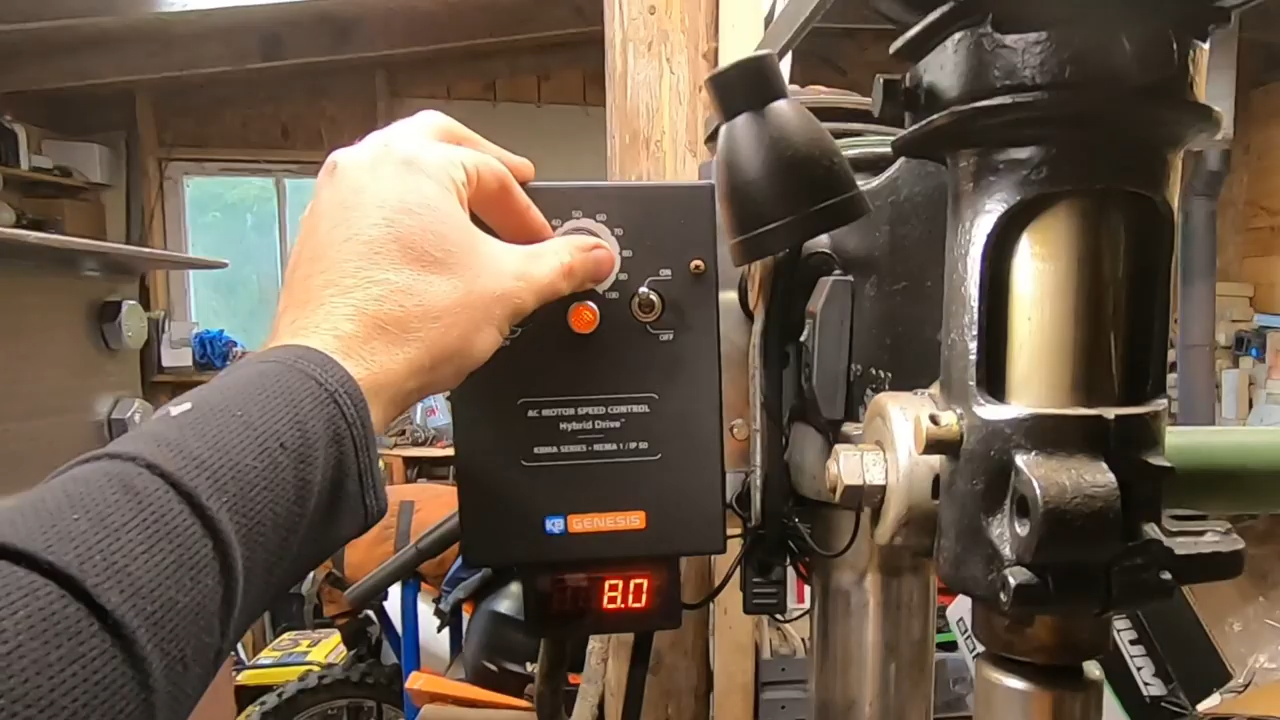 40 50 60
70
80
90
100
ON
OFF
AC MOTOR SPEED CONTROL
Hybrid Drive™
KBMA SERIES - NEMA 1 / IP 50
KB GENESIS
8.0